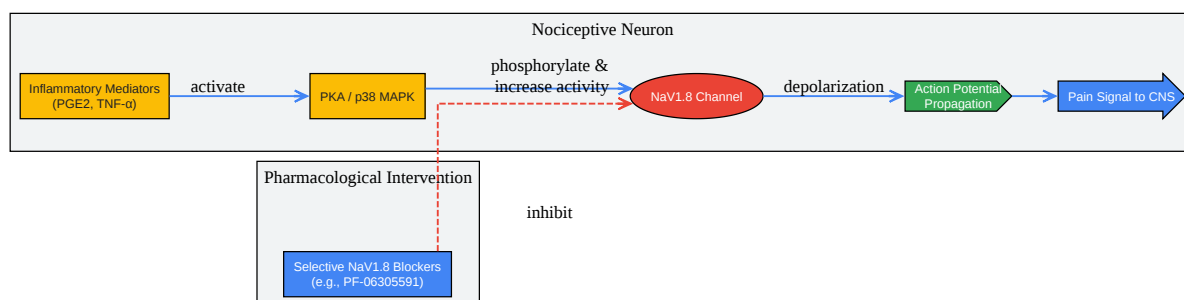 Nociceptive Neuron
Inflammatory Mediators
(PGE2, TNF-α)
activate
PKA / p38 MAPK
phosphorylate &
increase activity
NaV1.8 Channel
depolarization
Action Potential
Propagation
Pain Signal to CNS
Pharmacological Intervention
inhibit
Selective NaV1.8 Blockers
(e.g., PF-06305591)